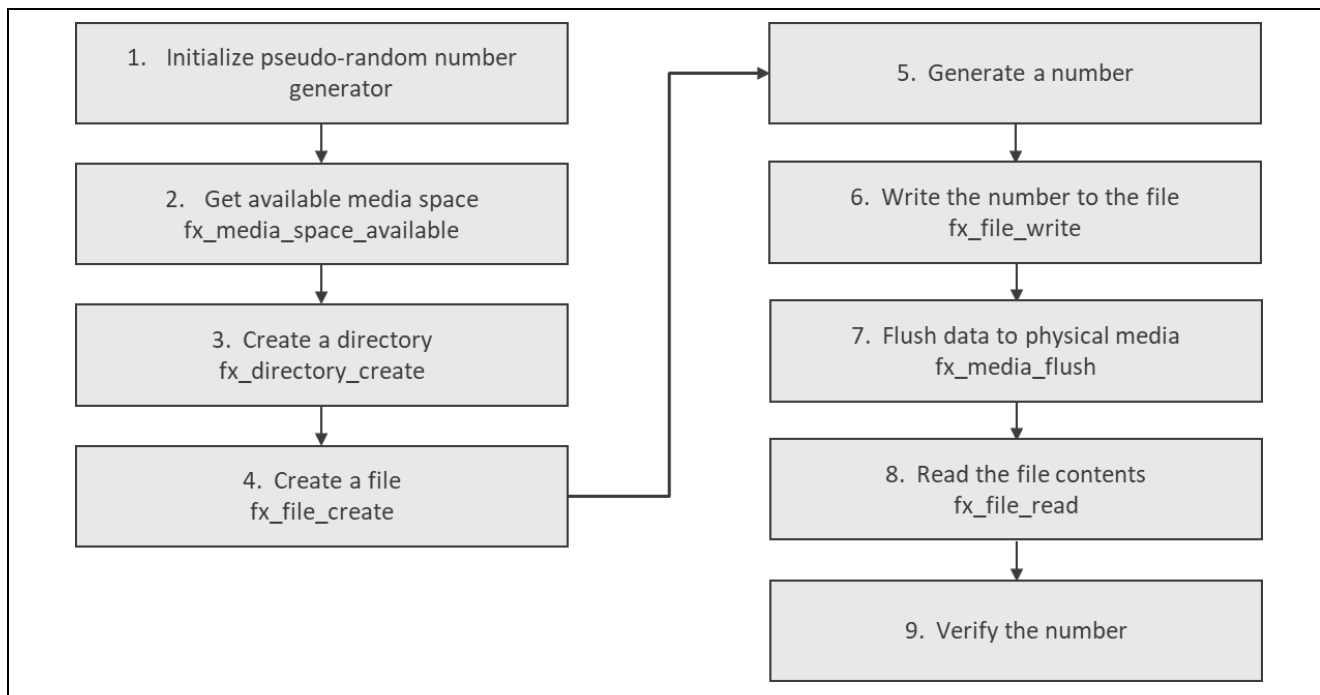 1. Initialize pseudo-random number
generator
2. Get available media space
fx_media_space_available
3. Create a directory
fx_directory_create
4. Create a file
fx_file_create
5. Generate a number
6. Write the number to the file
fx_file_write
7. Flush data to physical media
fx_media_flush
8. Read the file contents
fx_file_read
9. Verify the number